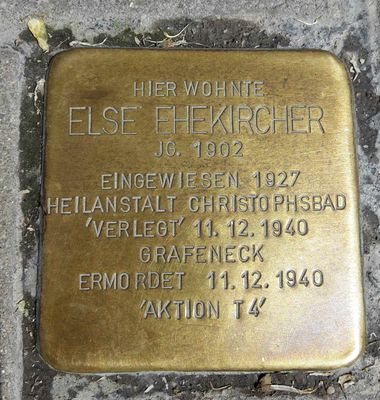 HIER WOHNTE
ELSE EHEKIRCHER
JG. 1902
EINGEWIESEN 1927
HEILANSTALT CHRISTOPHSBAD
'VERLEGT' 11.12.1940
GRAFENECK
ERMORDET 11.12.1940
'AKTION T4'